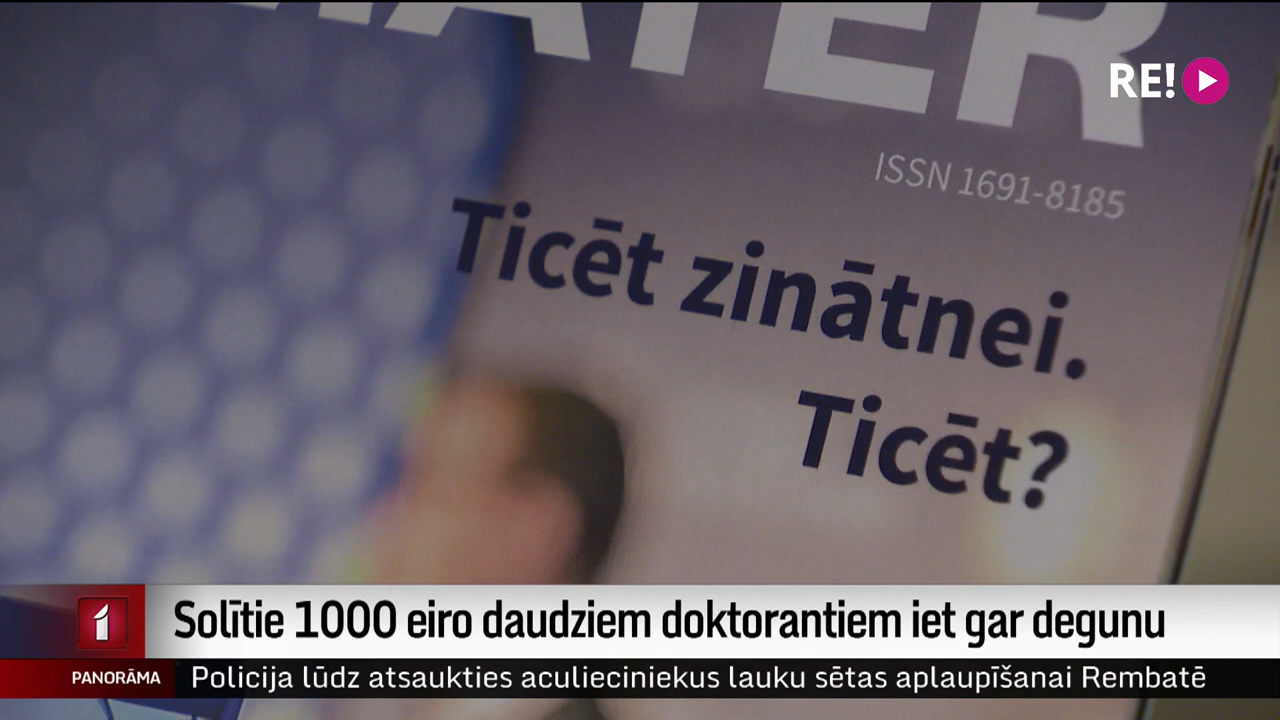 RE!
ISSN 1691-8185
Ticēt zinātnei.
Ticēt?
1
Solītie 1000 eiro daudziem doktorantiem iet gar degunu
PANORĀMA
Policija lūdz atsaukties aculieciniekus lauku sētas aplaupīšanai Rembatē